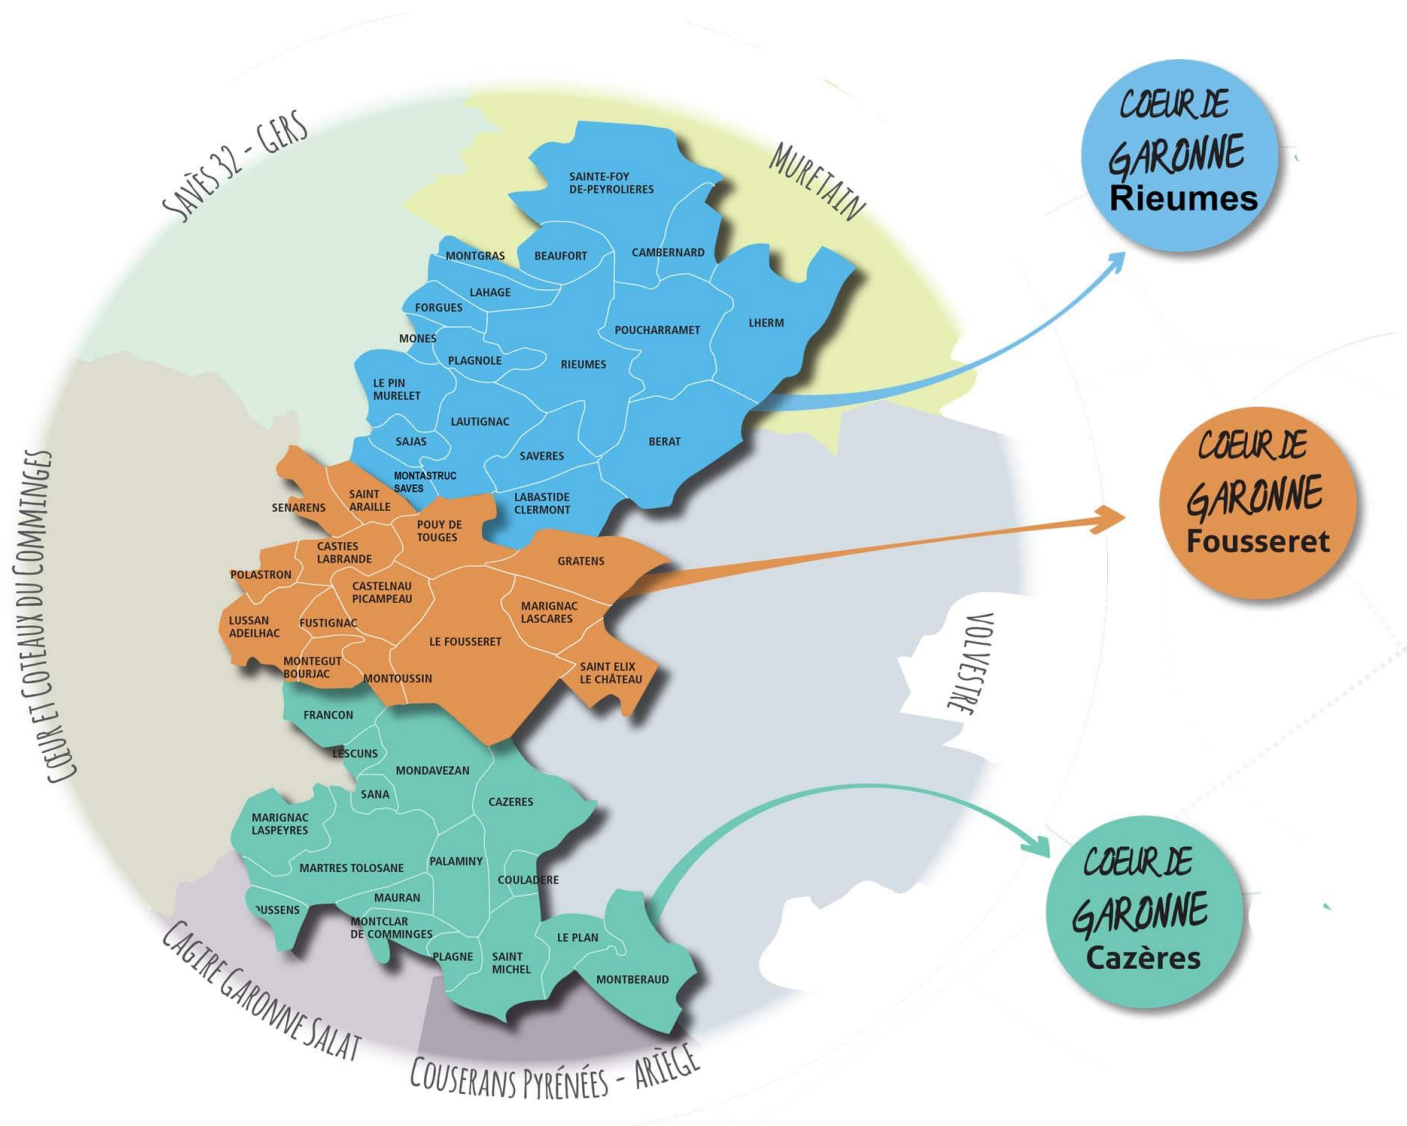 SAVÈS 32 - GERS
MURETAIN
CŒUR ET COTEAUX DU COMMINGES
VOLVESTRE
CAGIRE GARONNE SALAT
COUSERANS PYRÉNÉES - ARIÈGE
SAINTE-FOY
DE-PEYROLIERES
MONTGRAS
BEAUFORT
CAMBERNARD
LAHAGE
FORGUES
POUCHARRAMET
LHERM
MONES
PLAGNOLE
RIEUMES
LE PIN
MURELET
LAUTIGNAC
SAJAS
SAVERES
BERAT
MONTASTRUC
SAVES
LABASTIDE
CLERMONT
SENARENS
SAINT
ARAILLE
POUY DE
TOUGES
CASTIES
LABRANDE
GRATENS
POLASTRON
CASTELNAU
PICAMPEAU
LUSSAN
ADEILHAC
FUSTIGNAC
MARIGNAC
LASCARES
LE FOUSSERET
MONTEGUT
BOURJAC
MONTOUSSIN
SAINT ELIX
LE CHÂTEAU
FRANCON
LESCUNS
MONDAVEZAN
SANA
CAZERES
MARIGNAC
LASPEYRES
MARTRES TOLOSANE
PALAMINY
COULADERE
MAURAN
OUSSENS
MONTCLAR
DE COMMINGES
PLAGNE
SAINT
MICHEL
LE PLAN
MONTBERAUD
COEUR DE
GARONNE
Rieumes
COEUR DE
GARONNE
Fousseret
COEUR DE
GARONNE
Cazères